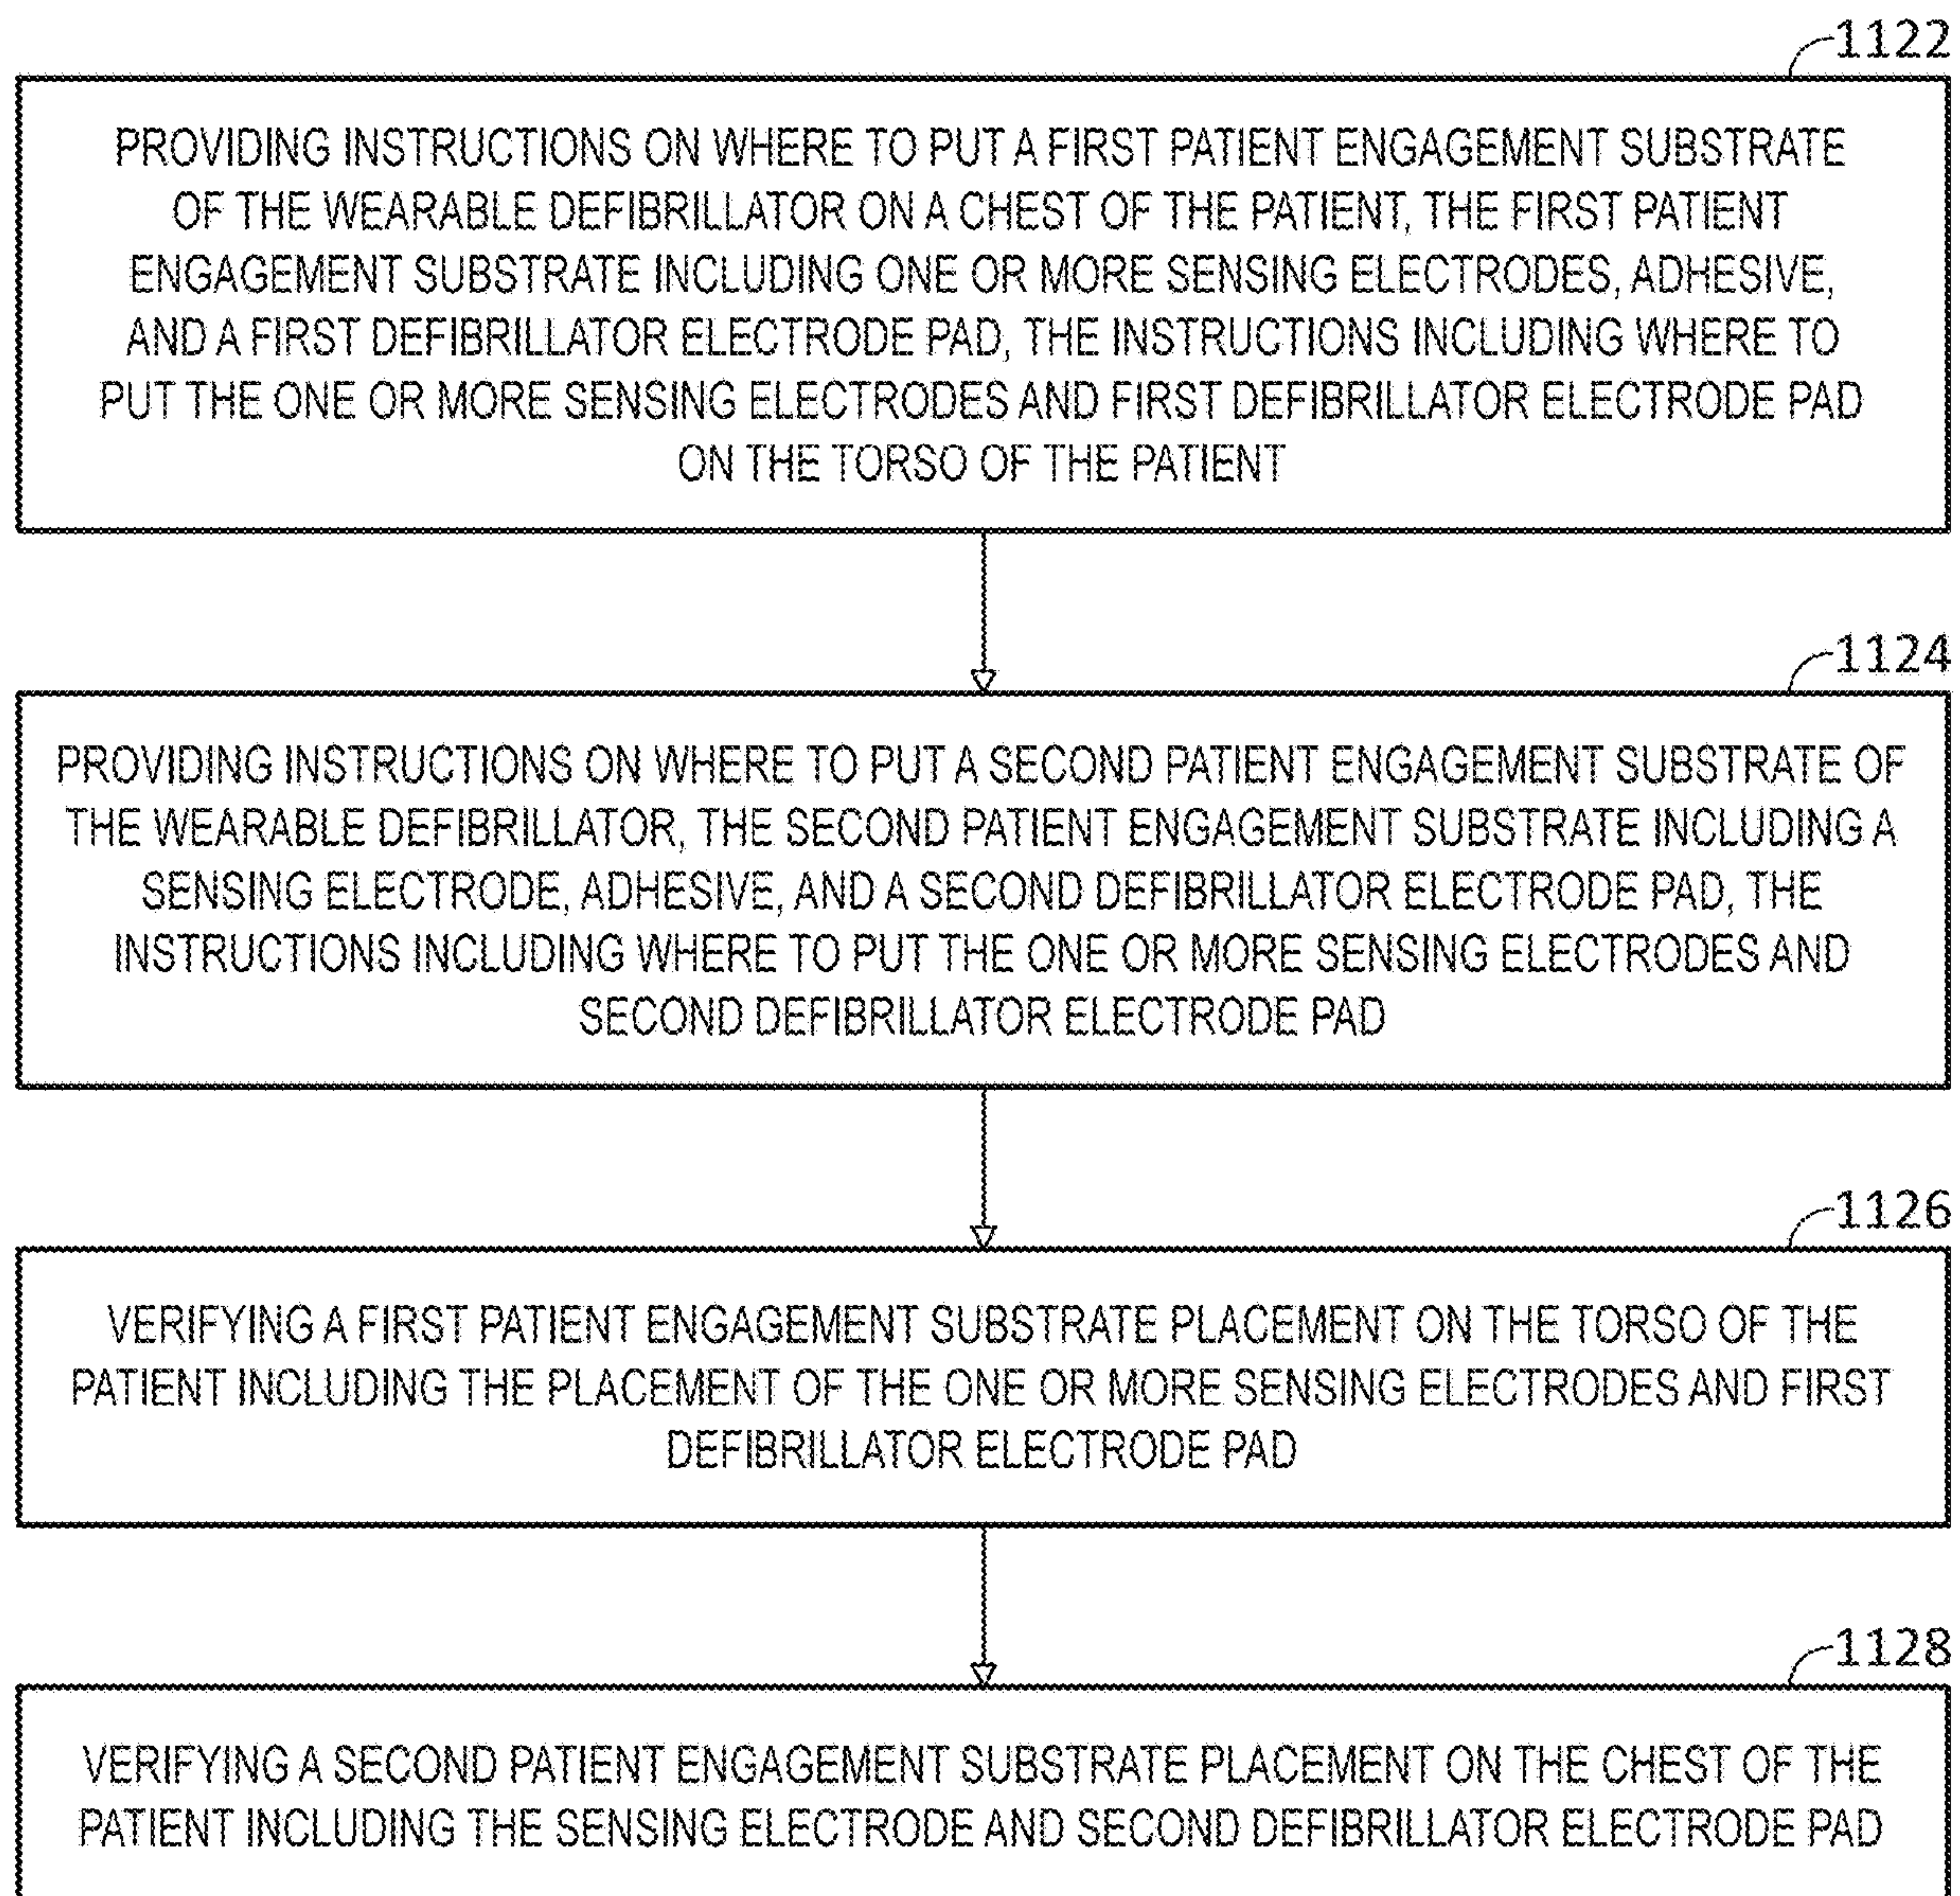 1122
PROVIDING INSTRUCTIONS ON WHERE TO PUT A FIRST PATIENT ENGAGEMENT SUBSTRATE
OF THE WEARABLE DEFIBRILLATOR ON A CHEST OF THE PATIENT, THE FIRST PATIENT
ENGAGEMENT SUBSTRATE INCLUDING ONE OR MORE SENSING ELECTRODES, ADHESIVE,
AND A FIRST DEFIBRILLATOR ELECTRODE PAD, THE INSTRUCTIONS INCLUDING WHERE TO
PUT THE ONE OR MORE SENSING ELECTRODES AND FIRST DEFIBRILLATOR ELECTRODE PAD
ON THE TORSO OF THE PATIENT
1124
PROVIDING INSTRUCTIONS ON WHERE TO PUT A SECOND PATIENT ENGAGEMENT SUBSTRATE OF
THE WEARABLE DEFIBRILLATOR, THE SECOND PATIENT ENGAGEMENT SUBSTRATE INCLUDING A
SENSING ELECTRODE, ADHESIVE, AND A SECOND DEFIBRILLATOR ELECTRODE PAD, THE
INSTRUCTIONS INCLUDING WHERE TO PUT THE ONE OR MORE SENSING ELECTRODES AND
SECOND DEFIBRILLATOR ELECTRODE PAD
1126
VERIFYING A FIRST PATIENT ENGAGEMENT SUBSTRATE PLACEMENT ON THE TORSO OF THE
PATIENT INCLUDING THE PLACEMENT OF THE ONE OR MORE SENSING ELECTRODES AND FIRST
DEFIBRILLATOR ELECTRODE PAD
1128
VERIFYING A SECOND PATIENT ENGAGEMENT SUBSTRATE PLACEMENT ON THE CHEST OF THE
PATIENT INCLUDING THE SENSING ELECTRODE AND SECOND DEFIBRILLATOR ELECTRODE PAD